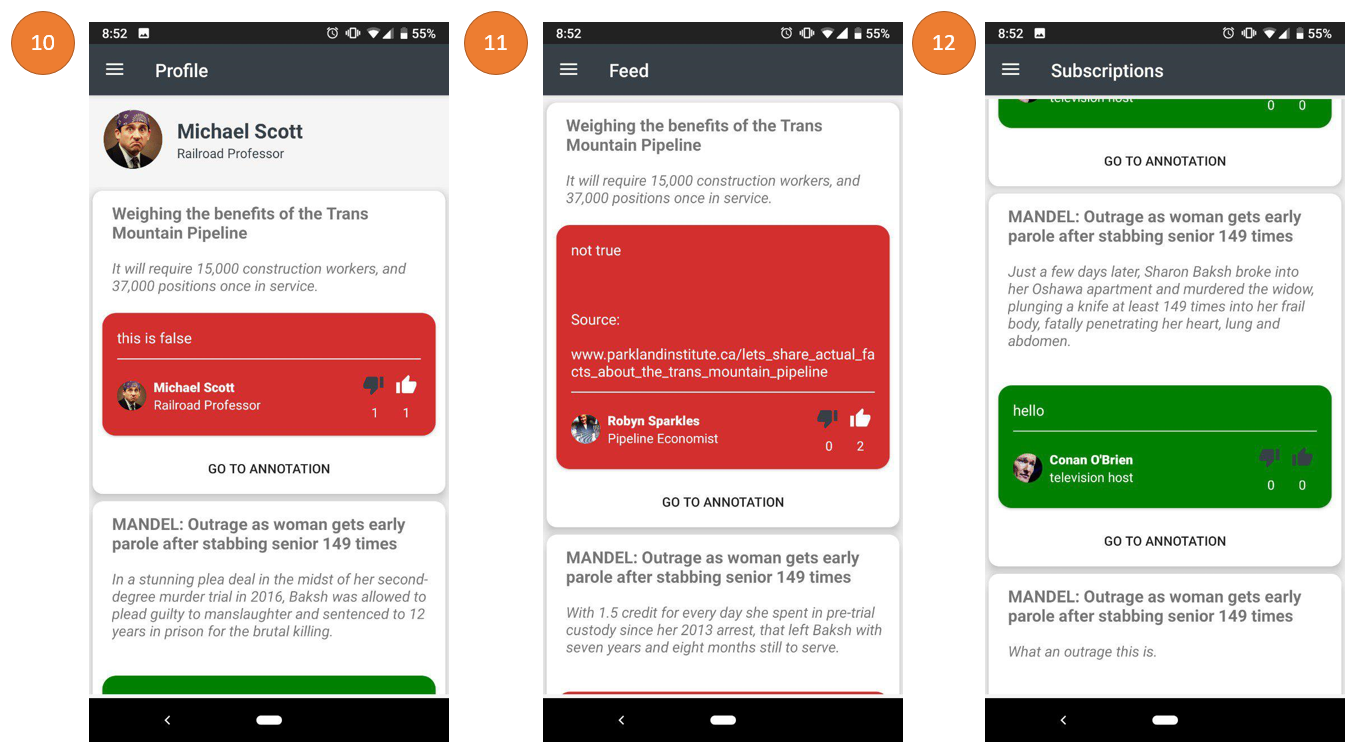 10
8:52
55%
Profile
Michael Scott
Railroad Professor
Weighing the benefits of the Trans
Mountain Pipeline
It will require 15,000 construction workers, and
37,000 positions once in service.
this is false
Michael Scott
Railroad Professor
1 1
GO TO ANNOTATION
MANDEL: Outrage as woman gets early
parole after stabbing senior 149 times
In a stunning plea deal in the midst of her second-
degree murder trial in 2016, Baksh was allowed to
plead guilty to manslaughter and sentenced to 12
years in prison for the brutal killing.
11
8:52
55%
Feed
Weighing the benefits of the Trans
Mountain Pipeline
It will require 15,000 construction workers, and
37,000 positions once in service.
not true
Source:
www.parklandinstitute.ca/lets_share_actual_fa
cts_about_the_trans_mountain_pipeline
Robyn Sparkles
Pipeline Economist
0 2
GO TO ANNOTATION
MANDEL: Outrage as woman gets early
parole after stabbing senior 149 times
With 1.5 credit for every day she spent in pre-trial
custody since her 2013 arrest, that left Baksh with
seven years and eight months still to serve.
12
8:52
55%
Subscriptions
television host
0 0
GO TO ANNOTATION
MANDEL: Outrage as woman gets early
parole after stabbing senior 149 times
Just a few days later, Sharon Baksh broke into
her Oshawa apartment and murdered the widow,
plunging a knife at least 149 times into her frail
body, fatally penetrating her heart, lung and
abdomen.
hello
Conan O'Brien
television host
0 0
GO TO ANNOTATION
MANDEL: Outrage as woman gets early
parole after stabbing senior 149 times
What an outrage this is.